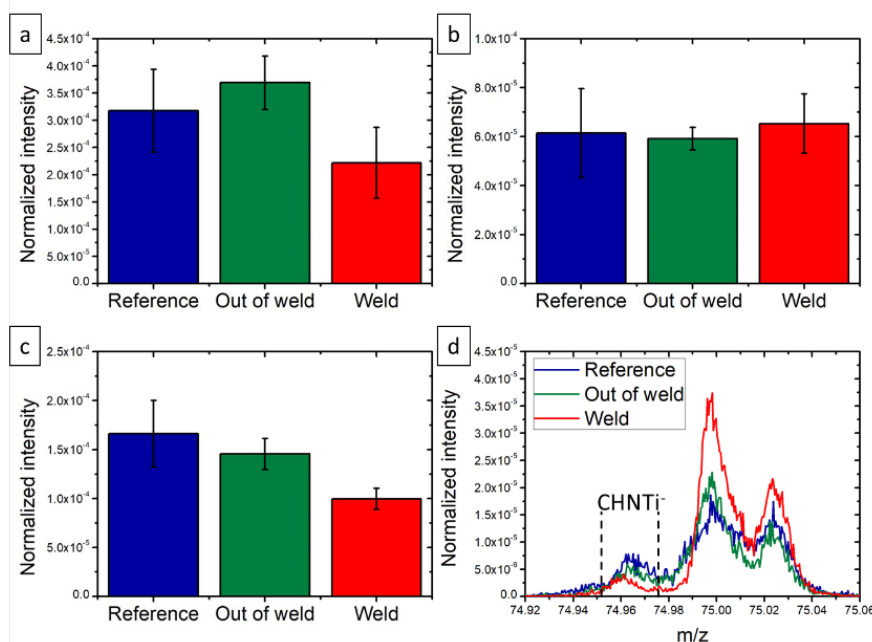 a
4.5x10⁻⁴
4.0x10⁻⁴
3.5x10⁻⁴
3.0x10⁻⁴
2.5x10⁻⁴
2.0x10⁻⁴
1.5x10⁻⁴
1.0x10⁻⁴
5.0x10⁻⁵
0.0
Normalized intensity
Reference Out of weld Weld
b
1.0x10⁻⁴
8.0x10⁻⁵
6.0x10⁻⁵
4.0x10⁻⁵
2.0x10⁻⁵
0.0
Normalized intensity
Reference Out of weld Weld
c
2.5x10⁻⁴
2.0x10⁻⁴
1.5x10⁻⁴
1.0x10⁻⁴
5.0x10⁻⁵
0.0
Normalized intensity
Reference Out of weld Weld
d
4.5x10⁻⁵
4.0x10⁻⁵
3.5x10⁻⁵
3.0x10⁻⁵
2.5x10⁻⁵
2.0x10⁻⁵
1.5x10⁻⁵
1.0x10⁻⁵
5.0x10⁻⁶
0.0
Normalized intensity
Reference
Out of weld
Weld
CHNTi⁻
74.92 74.94 74.96 74.98 75.00 75.02 75.04 75.06
m/z